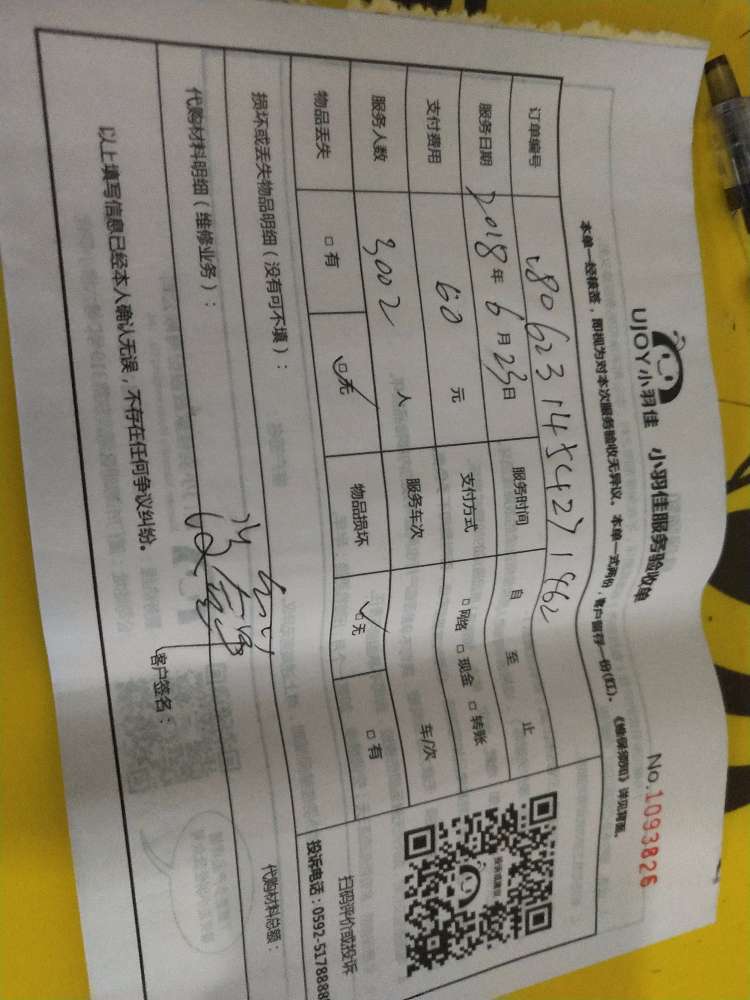 UJOY小羽佳 小羽佳服务验收单 No.1093826
本单一经核签，即视为对本次服务验收无异议。本单一式两份，客户留存一份(红)。《维保须知》详见背面。
订单编号
服务日期 2018年6月23日 服务时间 自 至 止
支付费用 60 元 支付方式 □网络 □现金 □转账
服务人数 3002 人 服务车次 车/次
物品丢失 □有 ☑无 物品损坏 ☑无 □有
投诉或建议
扫码评价或投诉
投诉电话：0592-5178888
损坏或丢失物品明细（没有可不填）：
代购材料明细（维修业务）： 代购材料总额：
以上填写信息已经本人确认无误，不存在任何争议纠纷。 客户签名：